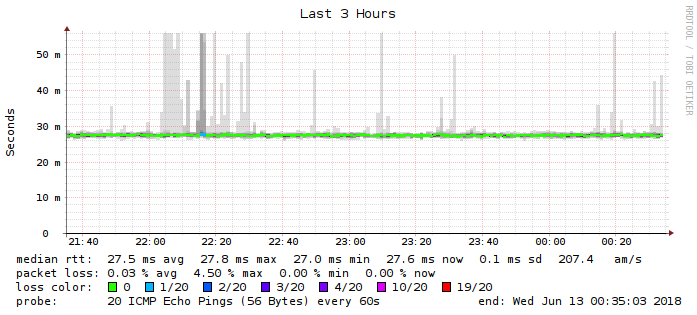 Last 3 Hours
RRDTOOL / TOBI OETIKER
Seconds
50 m
40 m
30 m
20 m
10 m
0
21:40 22:00 22:20 22:40 23:00 23:20 23:40 00:00 00:20
median rtt: 27.5 ms avg 27.8 ms max 27.0 ms min 27.6 ms now 0.1 ms sd 207.4 am/s
packet loss: 0.03 % avg 4.50 % max 0.00 % min 0.00 % now
loss color: 0 1/20 2/20 3/20 4/20 10/20 19/20
probe: 20 ICMP Echo Pings (56 Bytes) every 60s end: Wed Jun 13 00:35:03 2018